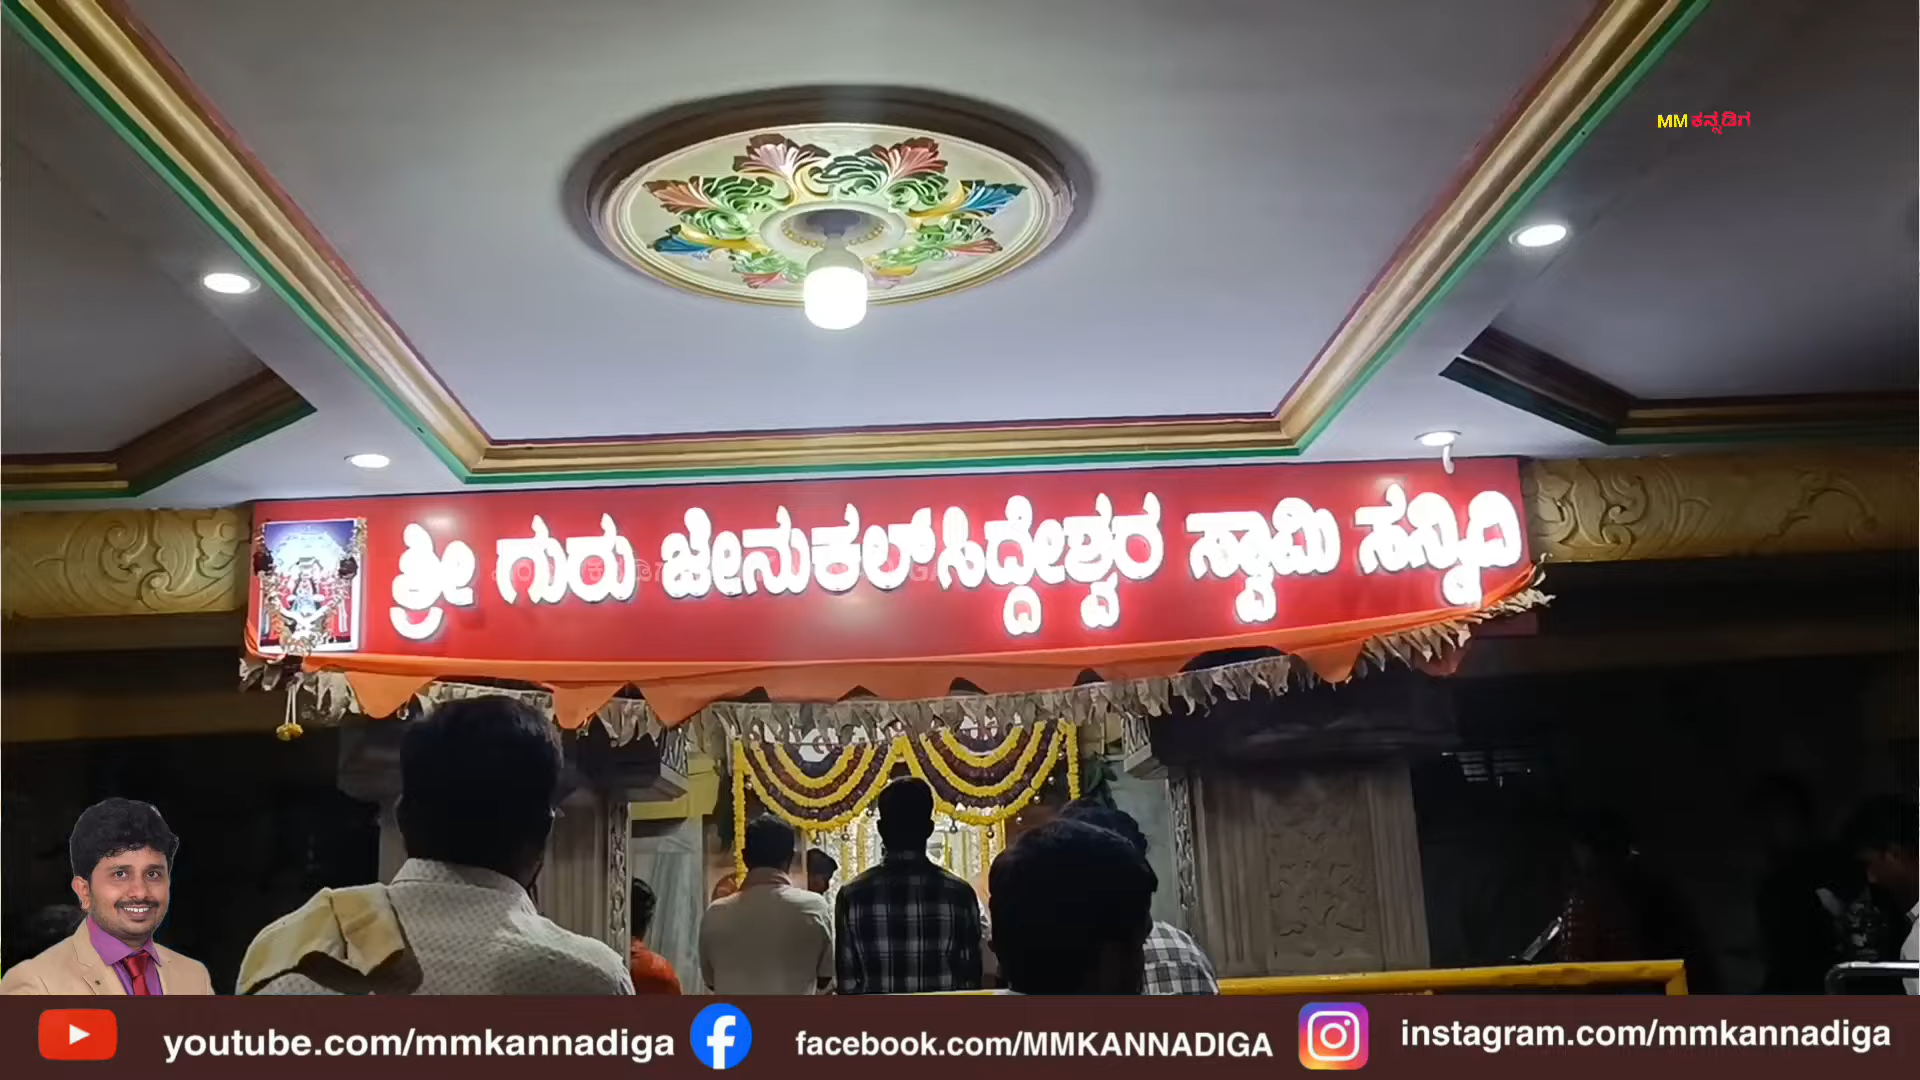 MM ಕನ್ನಡಿಗ
ಶ್ರೀ ಗುರು ಜೇನುಕಲ್ ಸಿದ್ದೇಶ್ವರ ಸ್ವಾಮಿ ಸನ್ನಿದಿ
youtube.com/mmkannadiga facebook.com/MMKANNADIGA instagram.com/mmkannadiga